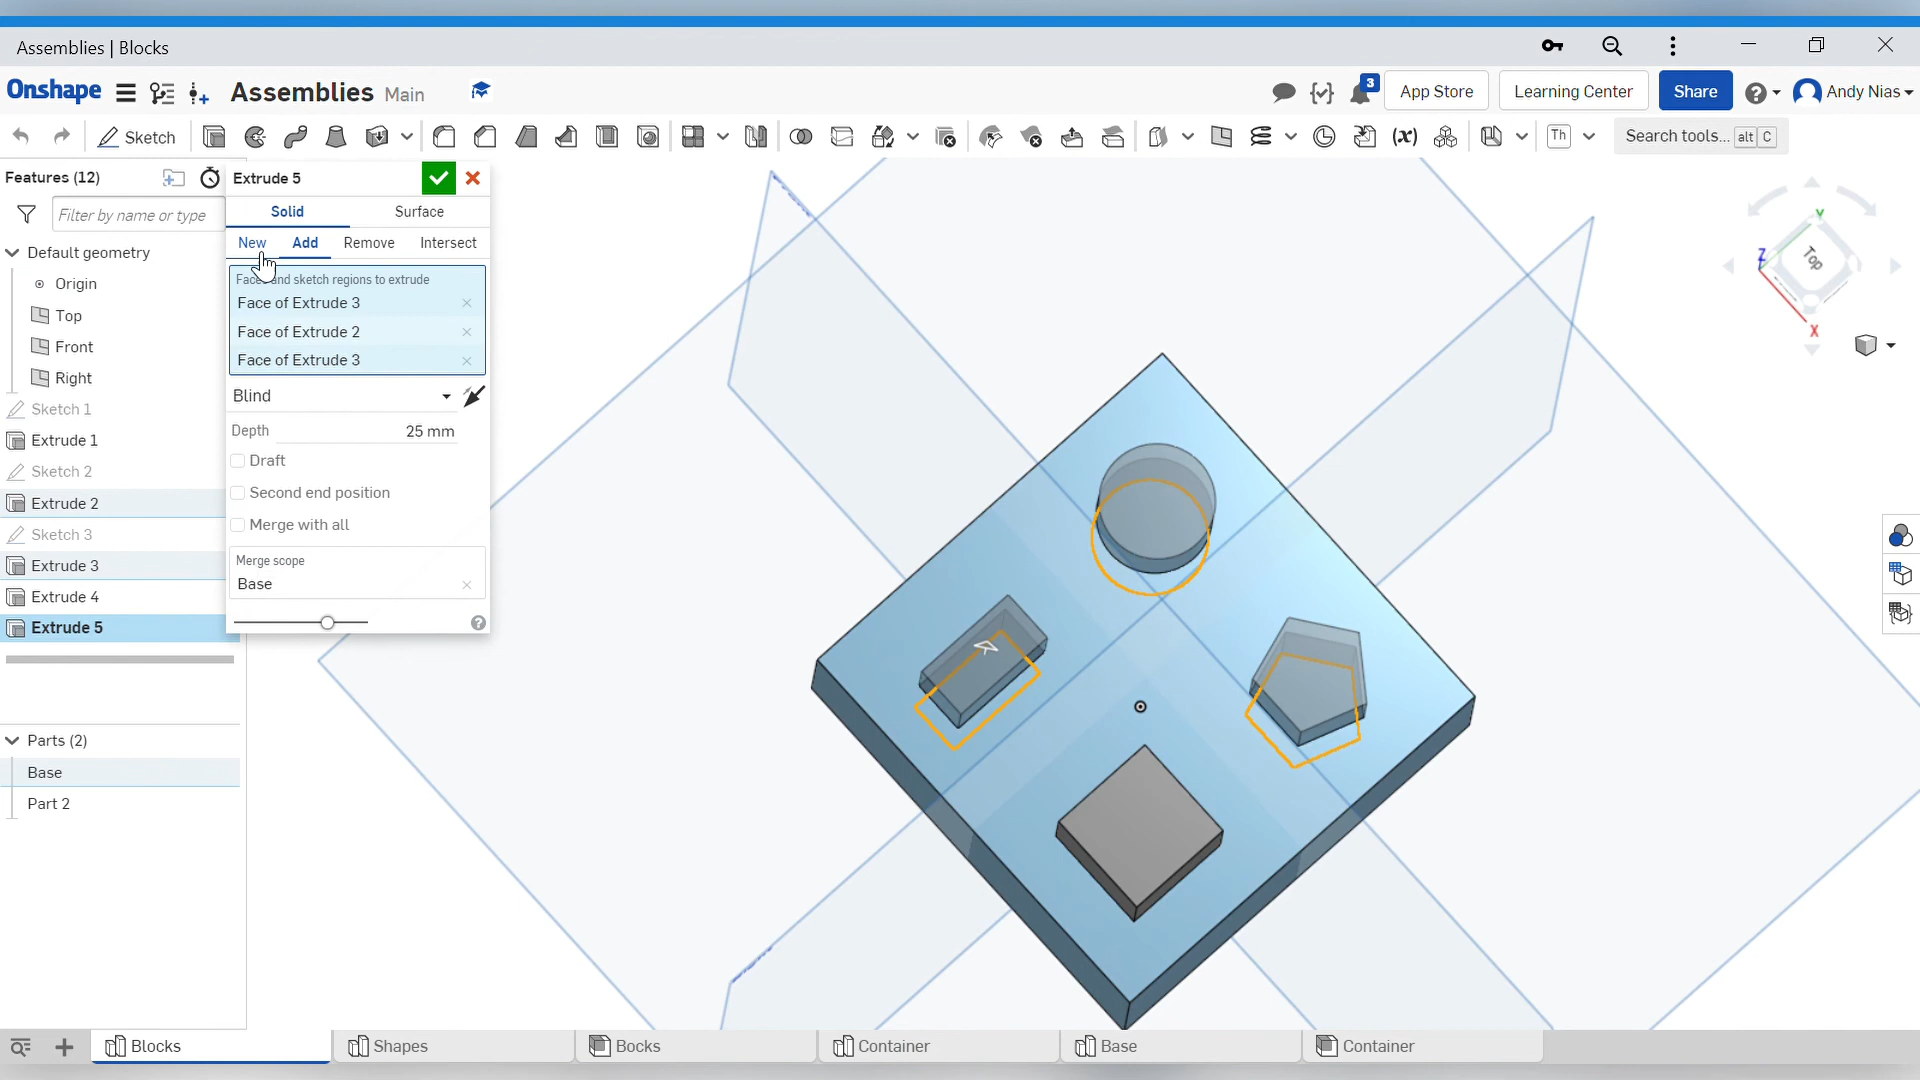 Assemblies | Blocks
Onshape Assemblies Main 3 App Store Learning Center Share Andy Nias
Sketch (x) Th Search tools... alt C
Features (12)
Filter by name or type
Default geometry
Origin
Top
Front
Right
Sketch 1
Extrude 1
Sketch 2
Extrude 2
Sketch 3
Extrude 3
Extrude 4
Extrude 5
Parts (2)
Base
Part 2
Extrude 5
Solid Surface
New Add Remove Intersect
Faces and sketch regions to extrude
Face of Extrude 3
Face of Extrude 2
Face of Extrude 3
Blind
Depth 25 mm
Draft
Second end position
Merge with all
Merge scope
Base
Y
Z
Top
X
Blocks Shapes Bocks Container Base Container